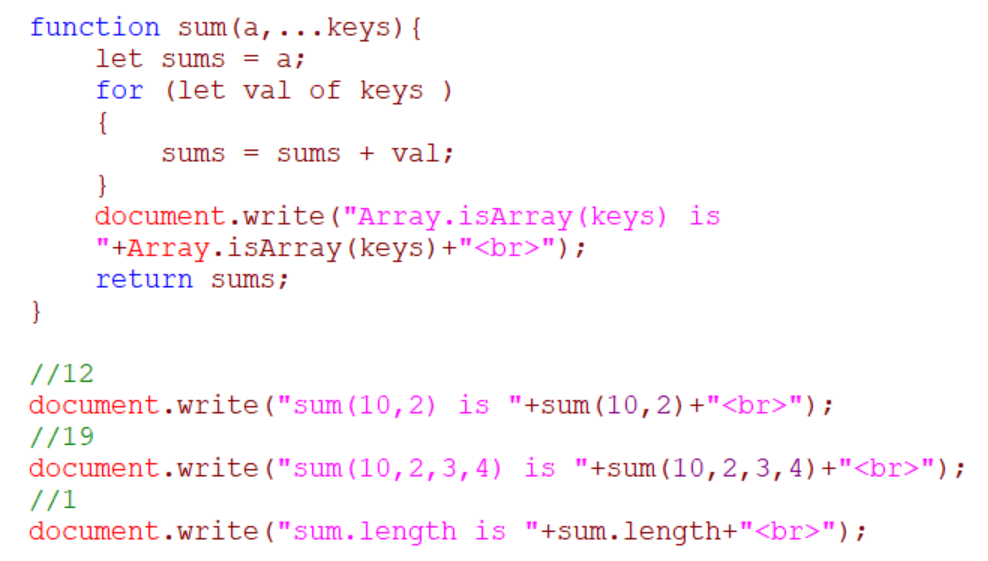 function sum(a,...keys){
    let sums = a;
    for (let val of keys )
    {
        sums = sums + val;
    }
    document.write("Array.isArray(keys) is
    "+Array.isArray(keys)+"<br>");
    return sums;
}
//12
document.write("sum(10,2) is "+sum(10,2)+"<br>");
//19
document.write("sum(10,2,3,4) is "+sum(10,2,3,4)+"<br>");
//1
document.write("sum.length is "+sum.length+"<br>");